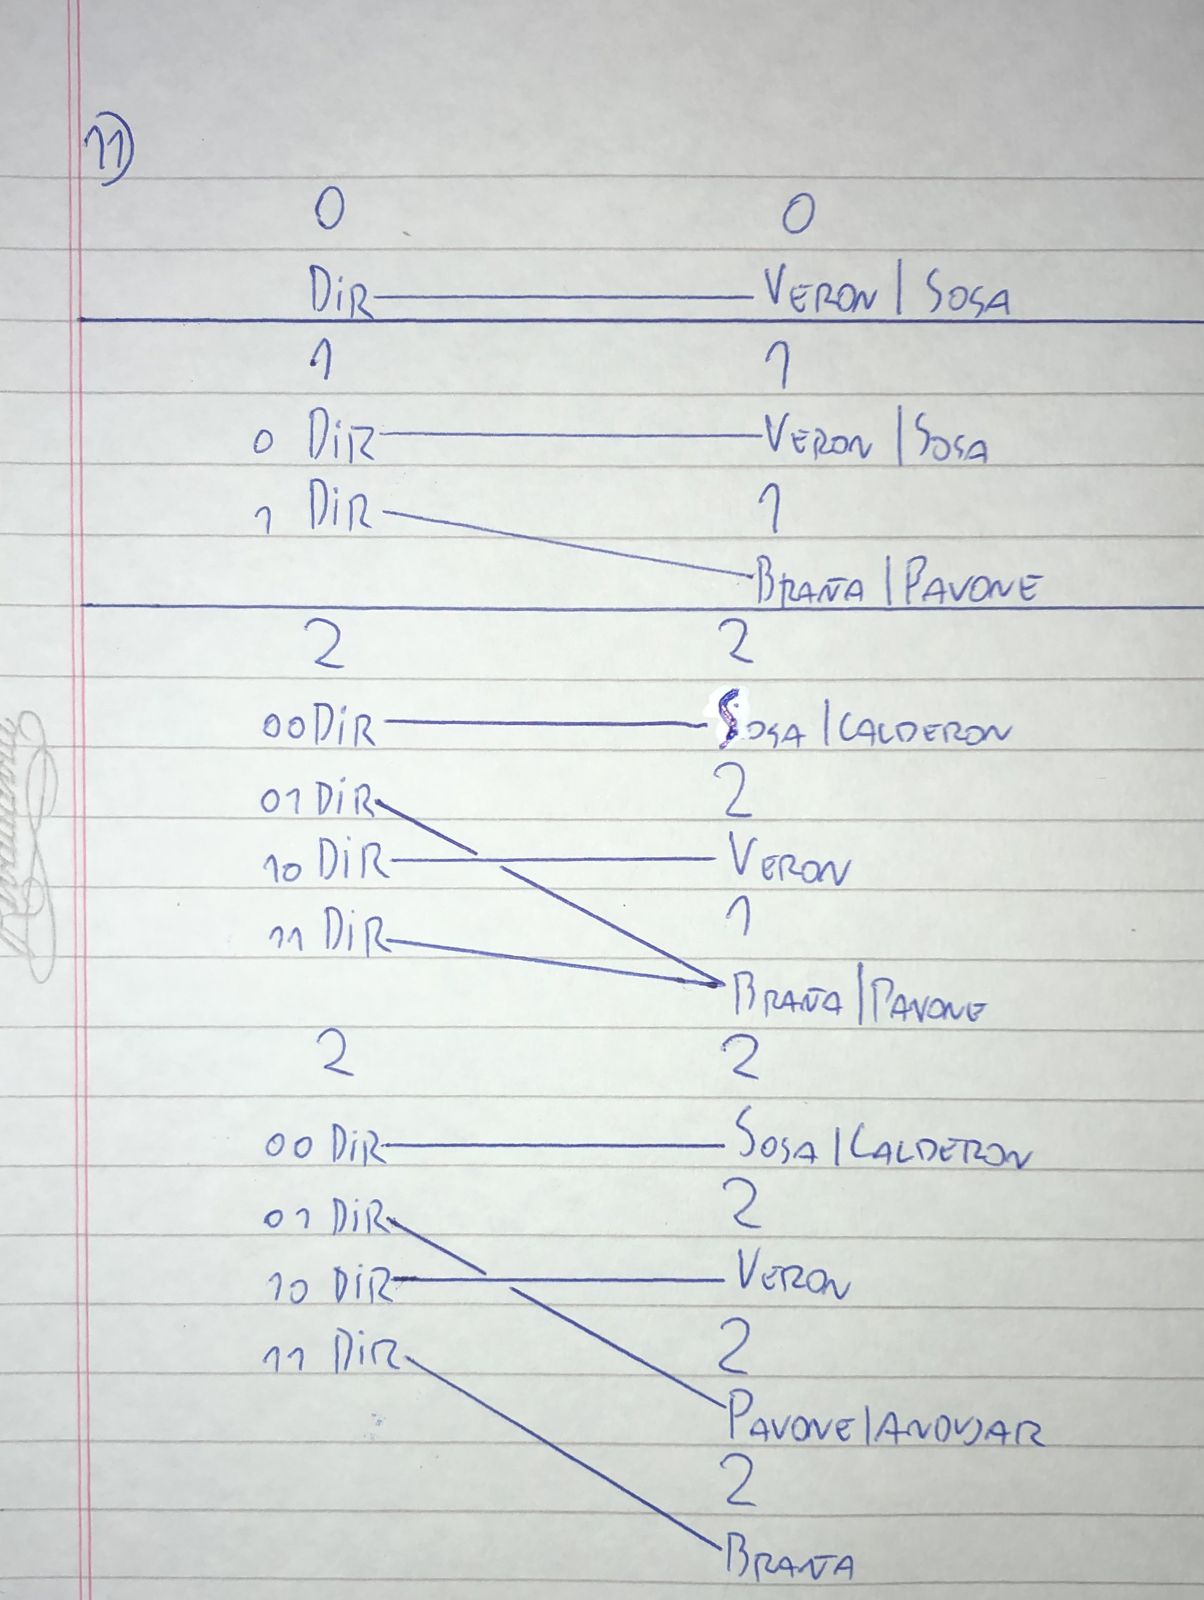 11)
0 0
DiR VERON | SOSA
1 1
0 DiR VERON | SOSA
1 DiR 1
BRAÑA | PAVONE
2 2
00 DiR SOSA | CALDERON
01 DiR 2
10 DiR VERON
1
11 DiR
BRAÑA | PAVONE
2 2
00 DiR SOSA | CALDERON
01 DiR 2
10 DiR VERON
11 DiR 2
PAVONE | ANDUJAR
2
BRAÑA